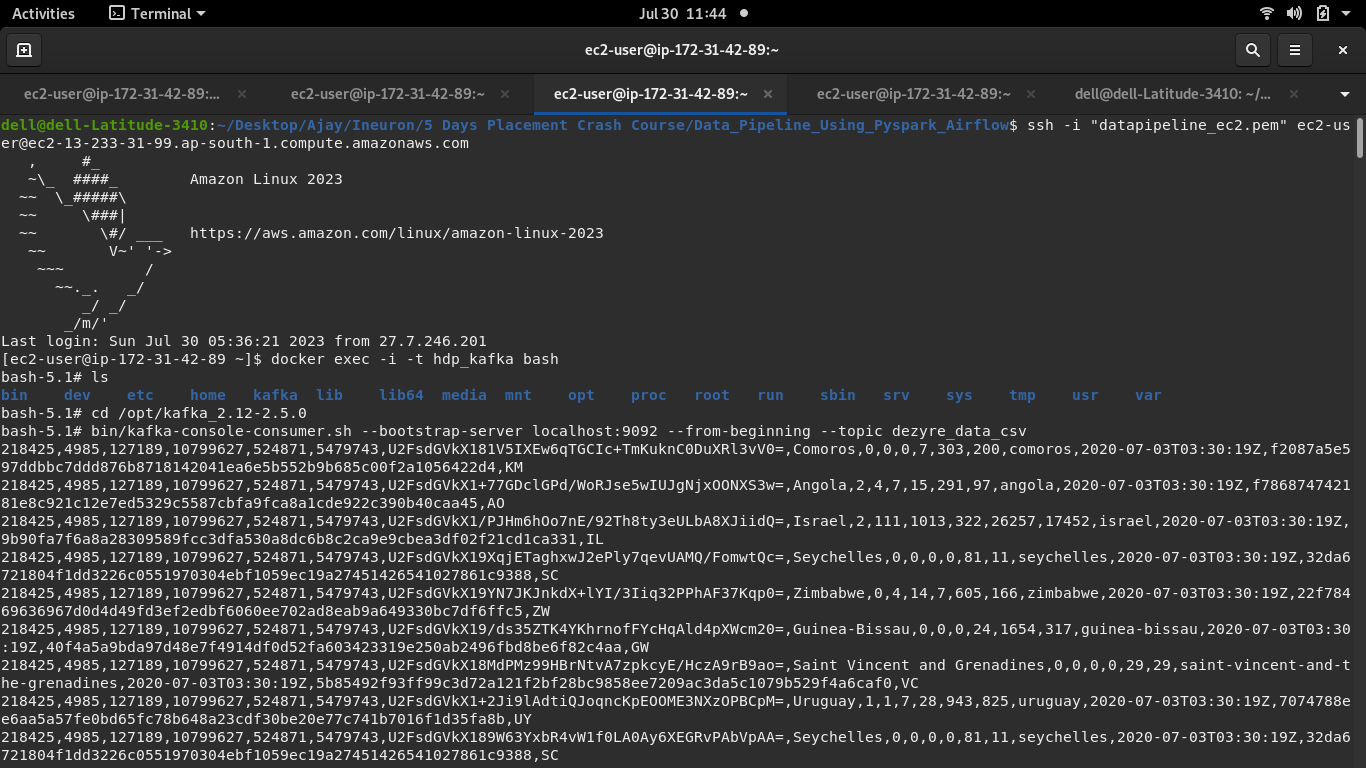 Activities Terminal Jul 30 11:44
ec2-user@ip-172-31-42-89:~
ec2-user@ip-172-31-42-89:... × ec2-user@ip-172-31-42-89:~ × ec2-user@ip-172-31-42-89:~ × ec2-user@ip-172-31-42-89:~ × dell@dell-Latitude-3410: ~/... ×
dell@dell-Latitude-3410:~/Desktop/Ajay/Ineuron/5 Days Placement Crash Course/Data_Pipeline_Using_Pyspark_Airflow$ ssh -i "datapipeline_ec2.pem" ec2-us
er@ec2-13-233-31-99.ap-south-1.compute.amazonaws.com
   ,     #_
   ~\_  ####_        Amazon Linux 2023
  ~~  \_#####\
  ~~     \###|
  ~~       \#/ ___   https://aws.amazon.com/linux/amazon-linux-2023
   ~~       V~' '->
    ~~~         /
      ~~._.   _/
         _/ _/
       _/m/'
Last login: Sun Jul 30 05:36:21 2023 from 27.7.246.201
[ec2-user@ip-172-31-42-89 ~]$ docker exec -i -t hdp_kafka bash
bash-5.1# ls
bin    dev    etc    home   kafka  lib    lib64  media  mnt    opt    proc   root   run    sbin   srv    sys    tmp    usr    var
bash-5.1# cd /opt/kafka_2.12-2.5.0
bash-5.1# bin/kafka-console-consumer.sh --bootstrap-server localhost:9092 --from-beginning --topic dezyre_data_csv
218425,4985,127189,10799627,524871,5479743,U2FsdGVkX181V5IXEw6qTGCIc+TmKuknC0DuXRl3vV0=,Comoros,0,0,0,7,303,200,comoros,2020-07-03T03:30:19Z,f2087a5e5
97ddbbc7ddd876b8718142041ea6e5b552b9b685c00f2a1056422d4,KM
218425,4985,127189,10799627,524871,5479743,U2FsdGVkX1+77GDclGPd/WoRJse5wIUJgNjxOONXS3w=,Angola,2,4,7,15,291,97,angola,2020-07-03T03:30:19Z,f7868747421
81e8c921c12e7ed5329c5587cbfa9fca8a1cde922c390b40caa45,AO
218425,4985,127189,10799627,524871,5479743,U2FsdGVkX1/PJHm6hOo7nE/92Th8ty3eULbA8XJiidQ=,Israel,2,111,1013,322,26257,17452,israel,2020-07-03T03:30:19Z,
9b90fa7f6a8a28309589fcc3dfa530a8dc6b8c2ca9e9cbea3df02f21cd1ca331,IL
218425,4985,127189,10799627,524871,5479743,U2FsdGVkX19XqjETaghxwJ2ePly7qevUAMQ/FomwtQc=,Seychelles,0,0,0,0,81,11,seychelles,2020-07-03T03:30:19Z,32da6
721804f1dd3226c0551970304ebf1059ec19a27451426541027861c9388,SC
218425,4985,127189,10799627,524871,5479743,U2FsdGVkX19YN7JKJnkdX+lYI/3Iiq32PPhAF37Kqp0=,Zimbabwe,0,4,14,7,605,166,zimbabwe,2020-07-03T03:30:19Z,22f784
69636967d0d4d49fd3ef2edbf6060ee702ad8eab9a649330bc7df6ffc5,ZW
218425,4985,127189,10799627,524871,5479743,U2FsdGVkX19/ds35ZTK4YKhrnofFYcHqAld4pXWcm20=,Guinea-Bissau,0,0,0,24,1654,317,guinea-bissau,2020-07-03T03:30
:19Z,40f4a5a9bda97d48e7f4914df0d52fa603423319e250ab2496fbd8be6f82c4aa,GW
218425,4985,127189,10799627,524871,5479743,U2FsdGVkX18MdPMz99HBrNtvA7zpkcyE/HczA9rB9ao=,Saint Vincent and Grenadines,0,0,0,0,29,29,saint-vincent-and-t
he-grenadines,2020-07-03T03:30:19Z,5b85492f93ff99c3d72a121f2bf28bc9858ee7209ac3da5c1079b529f4a6caf0,VC
218425,4985,127189,10799627,524871,5479743,U2FsdGVkX1+2Ji9lAdtiQJoqncKpEOOME3NXzOPBCpM=,Uruguay,1,1,7,28,943,825,uruguay,2020-07-03T03:30:19Z,7074788e
e6aa5a57fe0bd65fc78b648a23cdf30be20e77c741b7016f1d35fa8b,UY
218425,4985,127189,10799627,524871,5479743,U2FsdGVkX189W63YxbR4vW1f0LA0Ay6XEGRvPAbVpAA=,Seychelles,0,0,0,0,81,11,seychelles,2020-07-03T03:30:19Z,32da6
721804f1dd3226c0551970304ebf1059ec19a27451426541027861c9388,SC